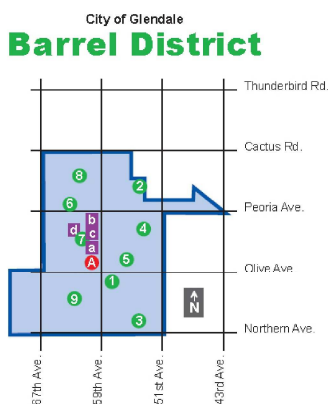 City of Glendale
Barrel District
Thunderbird Rd.
Cactus Rd.
8
2
6
Peoria Ave.
b
d
c
4
7
a
A
5
Olive Ave
1
9
N
3
Northern Ave.
67th Ave.
59th Ave.
51st Ave.
43rd Ave.